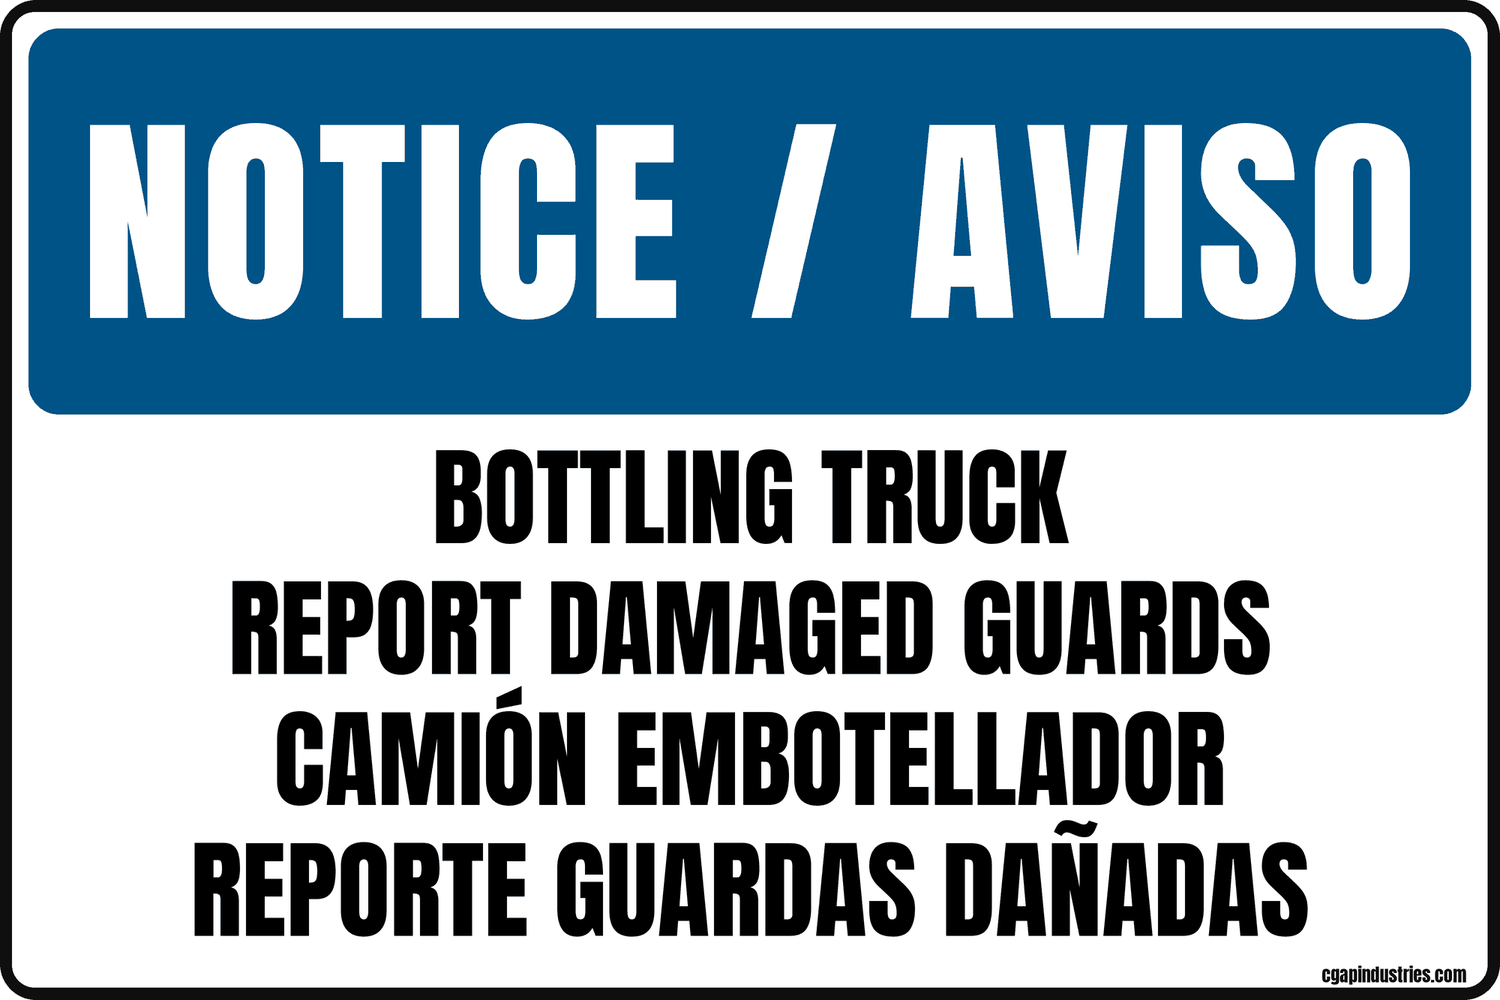 NOTICE / AVISO
BOTTLING TRUCK
REPORT DAMAGED GUARDS
CAMIÓN EMBOTELLADOR
REPORTE GUARDAS DAÑADAS
cgapindustries.com